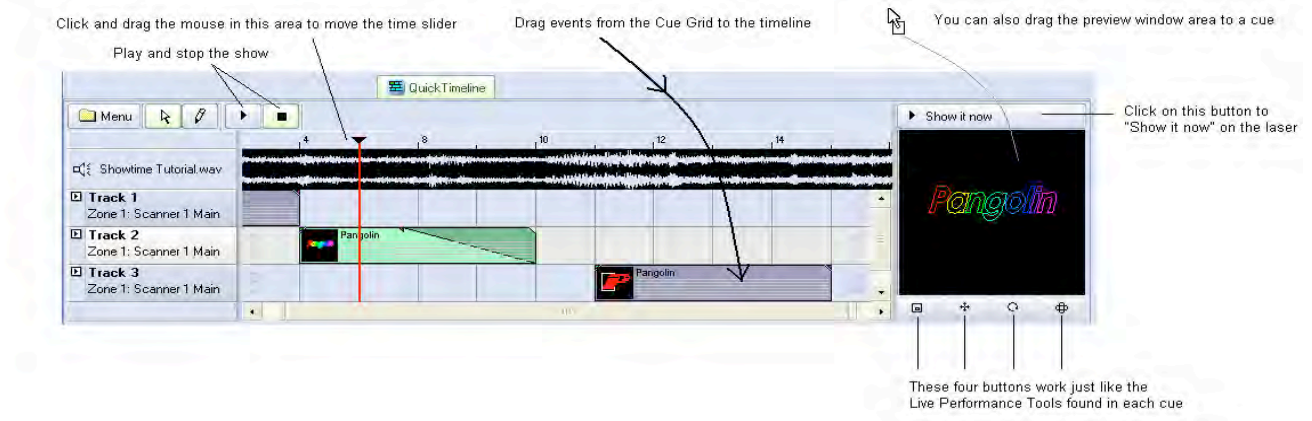 Click and drag the mouse in this area to move the time slider
Drag events from the Cue Grid to the timeline
You can also drag the preview window area to a cue
Play and stop the show
QuickTimeline
Menu
Show it now
Click on this button to
"Show it now" on the laser
4
8
10
12
14
Showtime Tutorial.wav
Track 1
Zone 1: Scanner 1 Main
Track 2
Zone 1: Scanner 1 Main
Pangolin
Track 3
Zone 1: Scanner 1 Main
Pangolin
Pangolin
These four buttons work just like the
Live Performance Tools found in each cue